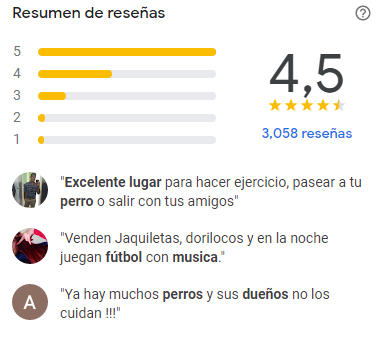 Resumen de reseñas
5
4
3
2
1
4,5
3,058 reseñas
"Excelente lugar para hacer ejercicio, pasear a tu
perro o salir con tus amigos"
"Venden Jaquiletas, dorilocos y en la noche
juegan fútbol con musica."
A
"Ya hay muchos perros y sus dueños no los
cuidan !!!"